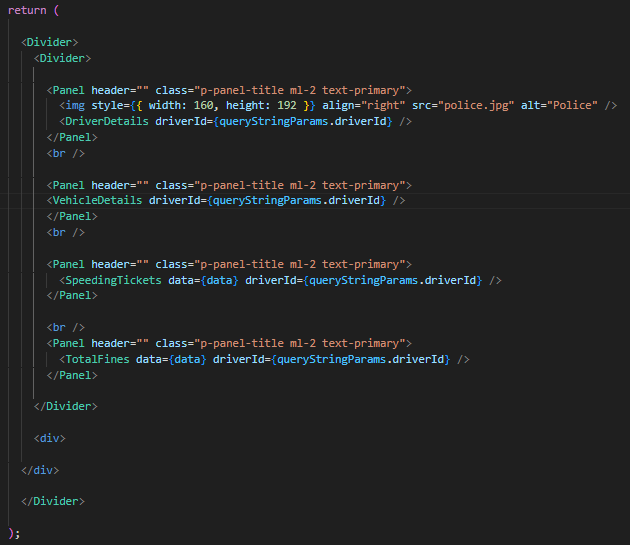 return (
<Divider>
<Divider>
<Panel header="" class="p-panel-title ml-2 text-primary">
<img style={{ width: 160, height: 192 }} align="right" src="police.jpg" alt="Police" />
<DriverDetails driverId={queryStringParams.driverId} />
</Panel>
<br />
<Panel header="" class="p-panel-title ml-2 text-primary">
<VehicleDetails driverId={queryStringParams.driverId} />
</Panel>
<br />
<Panel header="" class="p-panel-title ml-2 text-primary">
<SpeedingTickets data={data} driverId={queryStringParams.driverId} />
</Panel>
<br />
<Panel header="" class="p-panel-title ml-2 text-primary">
<TotalFines data={data} driverId={queryStringParams.driverId} />
</Panel>
</Divider>
<div>
</div>
</Divider>
);